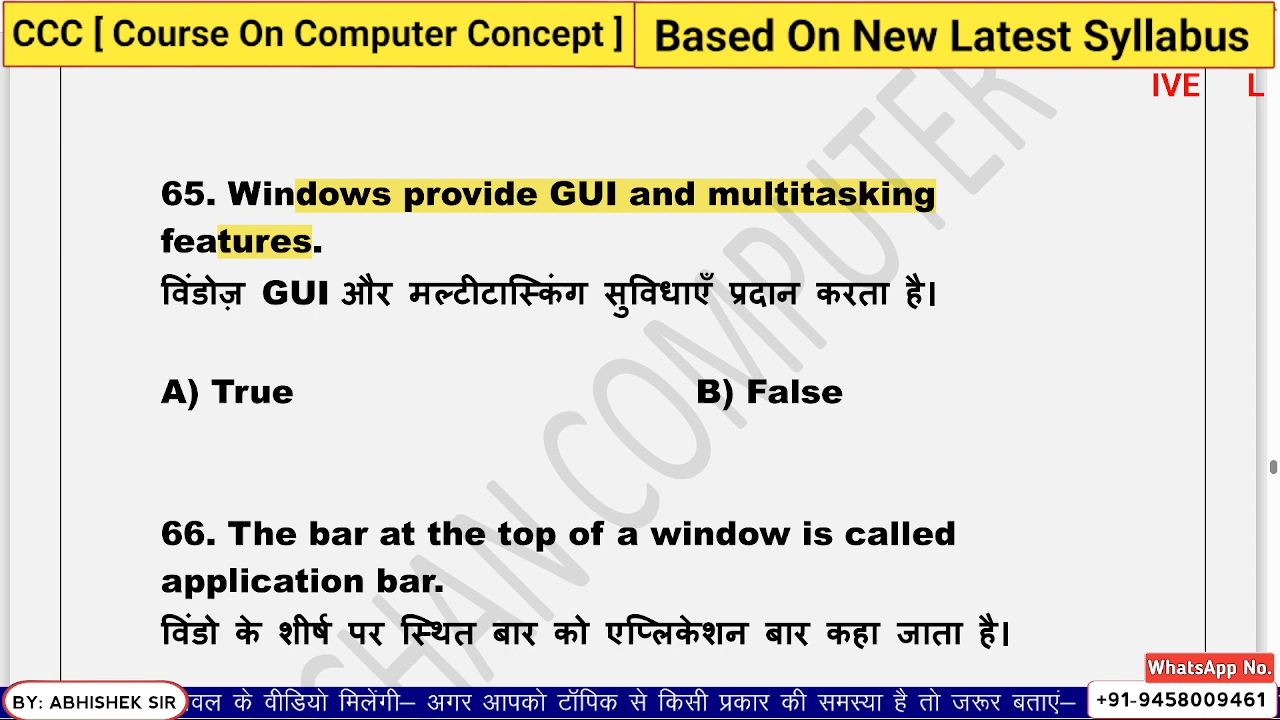 CCC [ Course On Computer Concept ]
Based On New Latest Syllabus
IVE L
65. Windows provide GUI and multitasking
features.
विंडोज़ GUI और मल्टीटास्किंग सुविधाएँ प्रदान करता है।
A) True B) False
66. The bar at the top of a window is called
application bar.
विंडो के शीर्ष पर स्थित बार को एप्लिकेशन बार कहा जाता है।
HAN COMPUTER
WhatsApp No.
BY: ABHISHEK SIR
वल के वीडियो मिलेंगी– अगर आपको टॉपिक से किसी प्रकार की समस्या है तो जरूर बताएं–
+91-9458009461